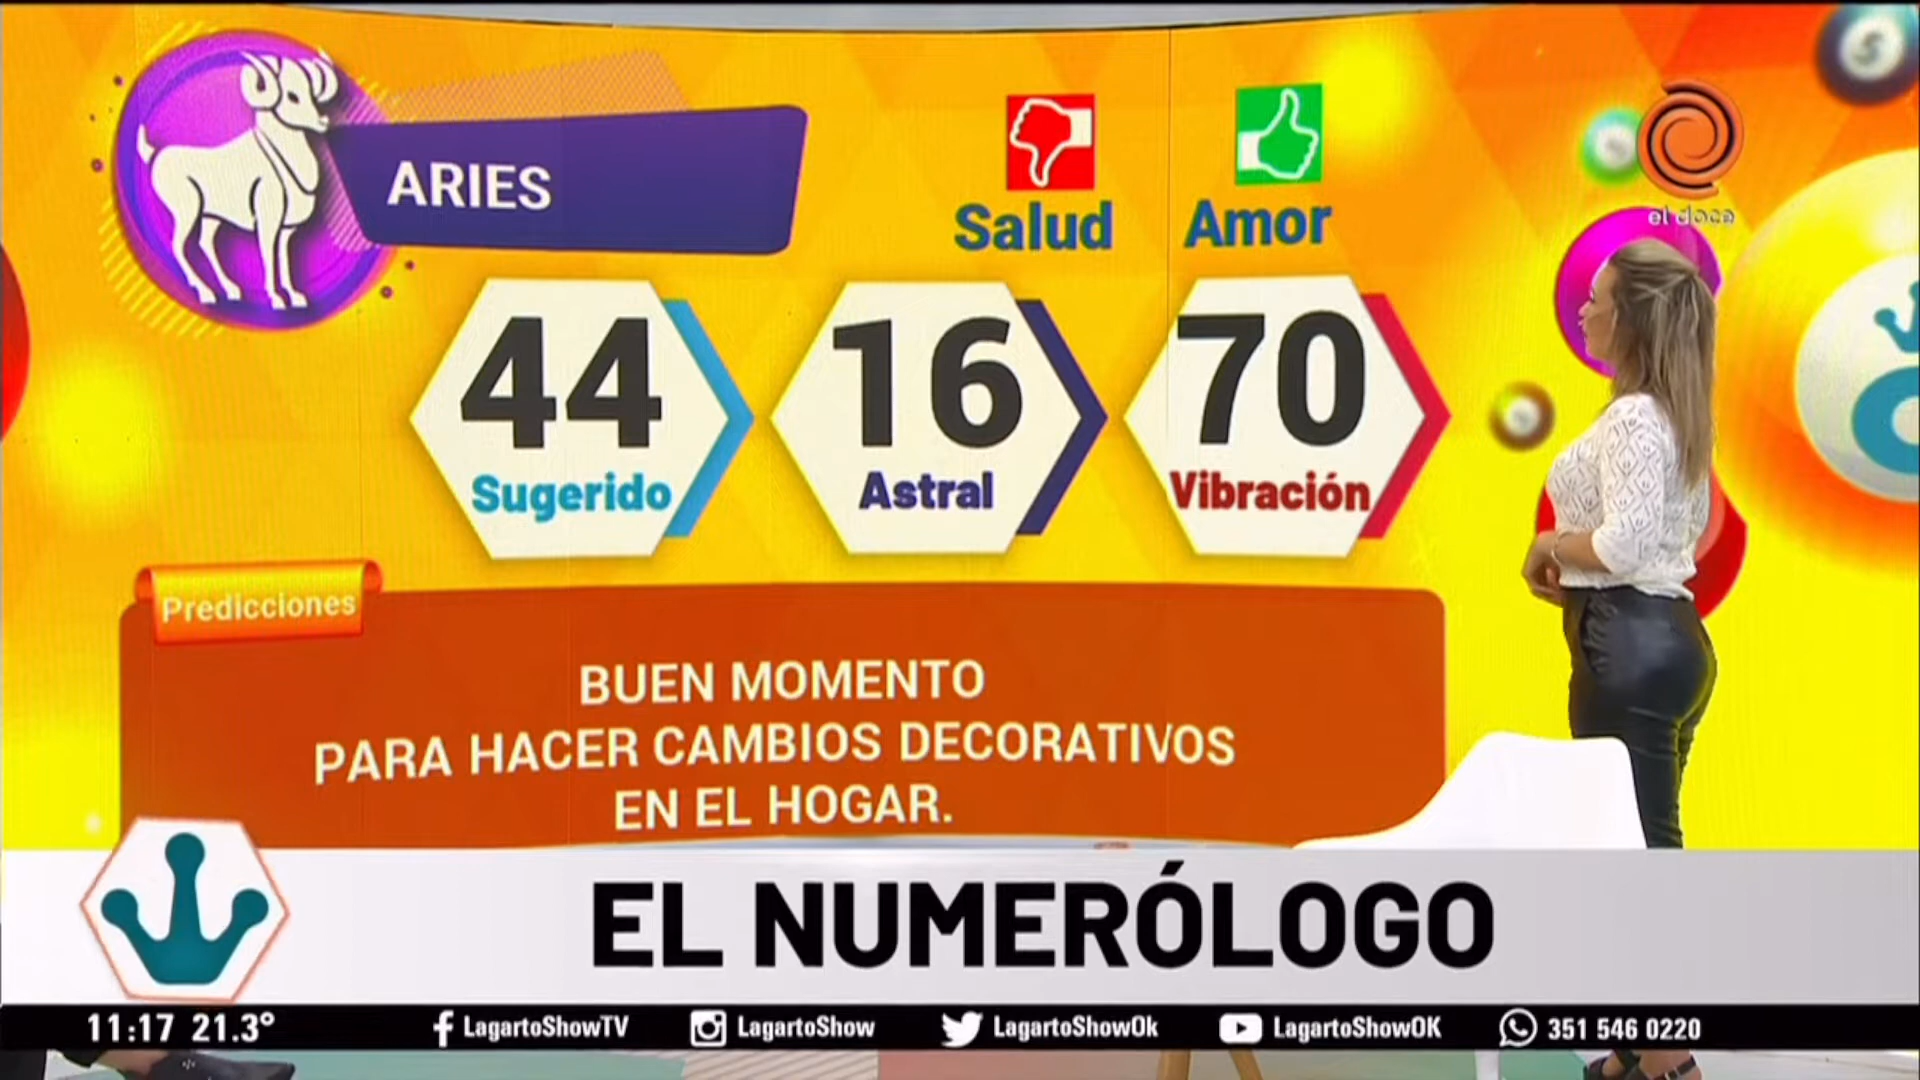 ARIES
Salud
Amor
el doce
44
Sugerido
16
Astral
70
Vibración
Predicciones
BUEN MOMENTO
PARA HACER CAMBIOS DECORATIVOS
EN EL HOGAR.
EL NUMERÓLOGO
11:17 21.3° LagartoShowTV LagartoShow LagartoShowOk LagartoShowOK 351 546 0220
5